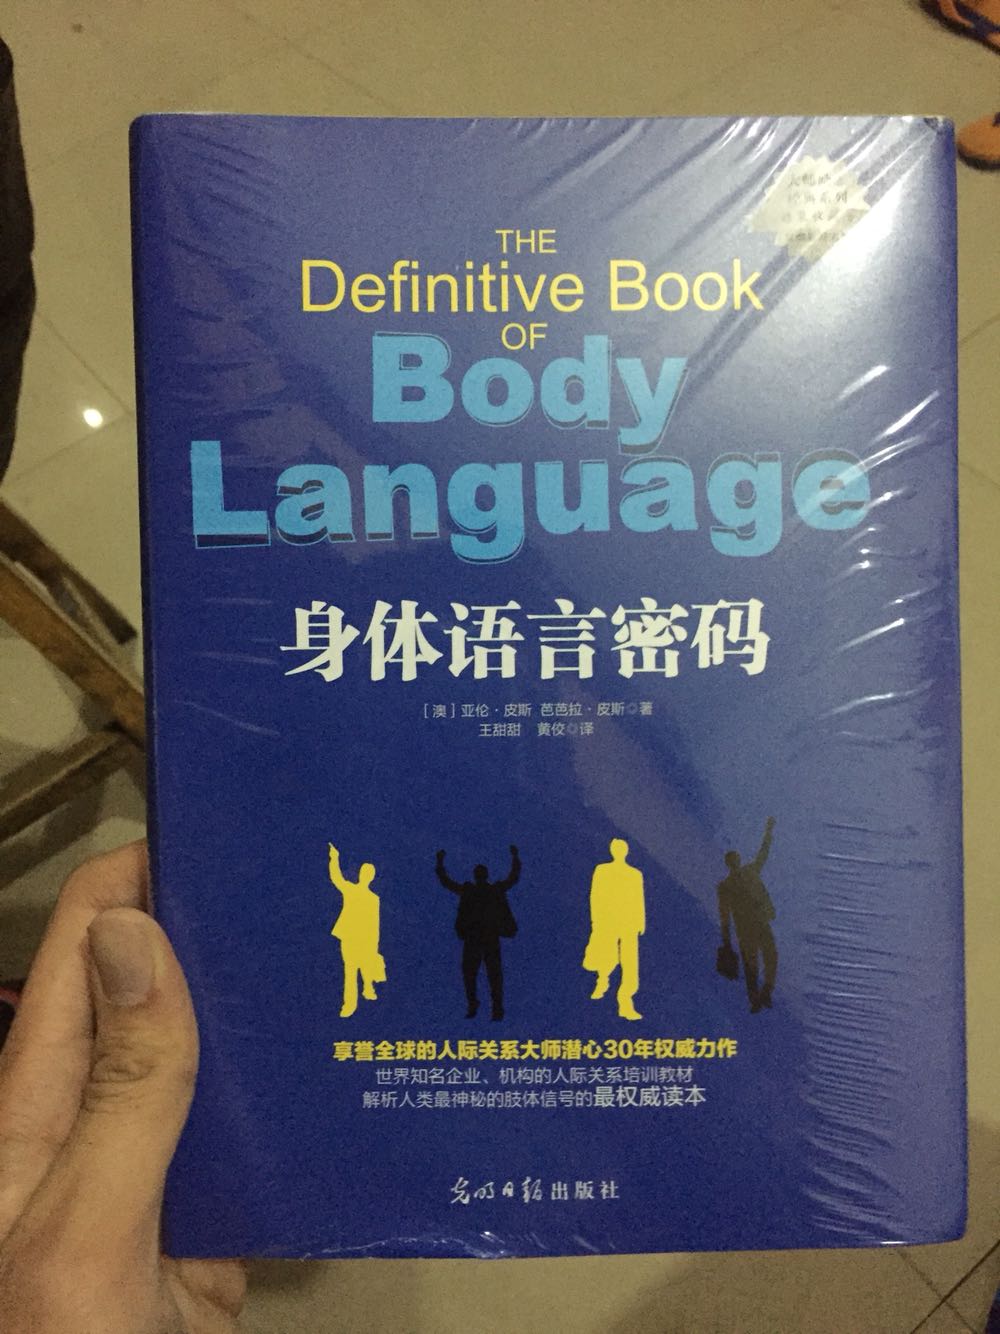 THE
Definitive Book
OF
Body
Language
身体语言密码
[澳]亚伦·皮斯 芭芭拉·皮斯◎著
王甜甜 黄佼◎译
享誉全球的人际关系大师潜心30年权威力作
世界知名企业、机构的人际关系培训教材
解析人类最神秘的肢体信号的最权威读本
光明日报出版社